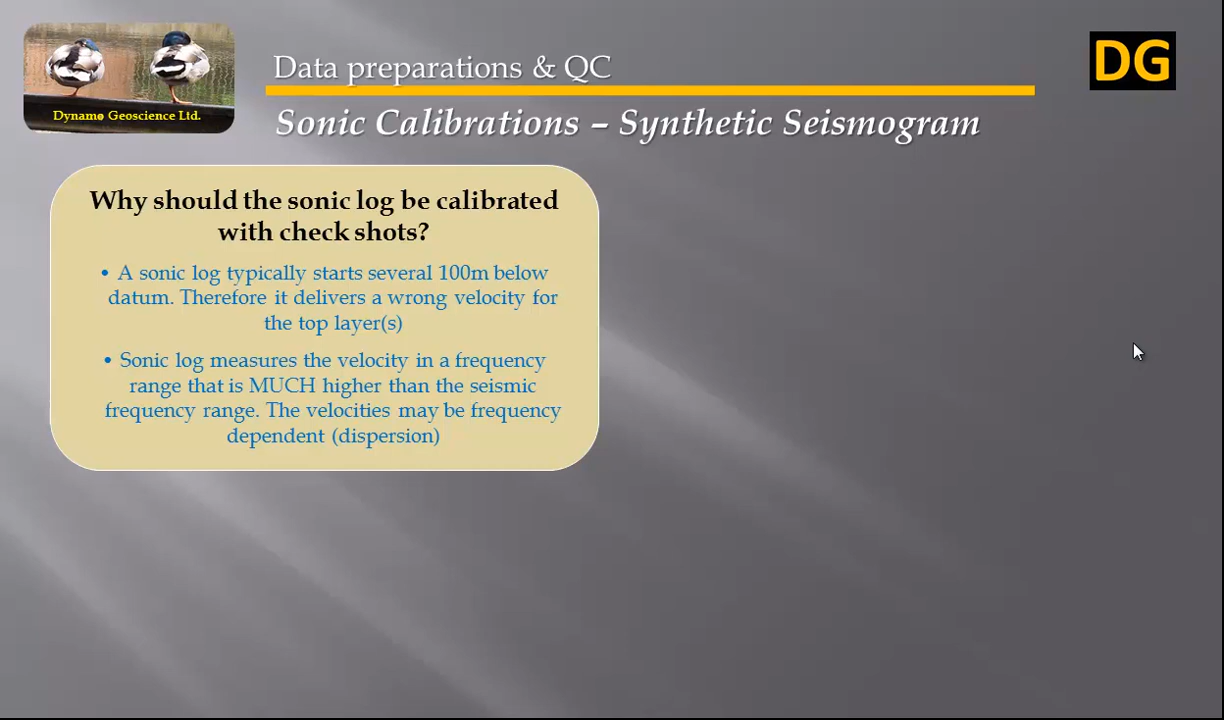 Data preparations & QC
DG
Dynamo Geoscience Ltd.
Sonic Calibrations – Synthetic Seismogram
Why should the sonic log be calibrated
with check shots?
• A sonic log typically starts several 100m below
datum. Therefore it delivers a wrong velocity for
the top layer(s)
• Sonic log measures the velocity in a frequency
range that is MUCH higher than the seismic
frequency range. The velocities may be frequency
dependent (dispersion)